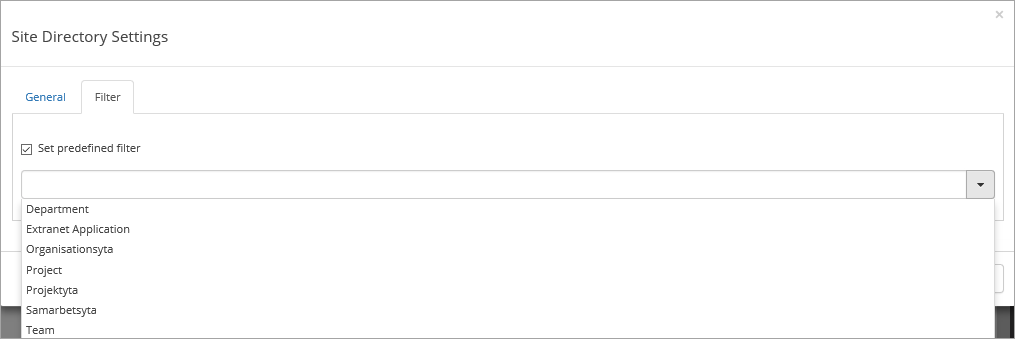 ×
Site Directory Settings
General Filter
Set predefined filter
Department
Extranet Application
Organisationsyta
Project
Projektyta
Samarbetsyta
Team